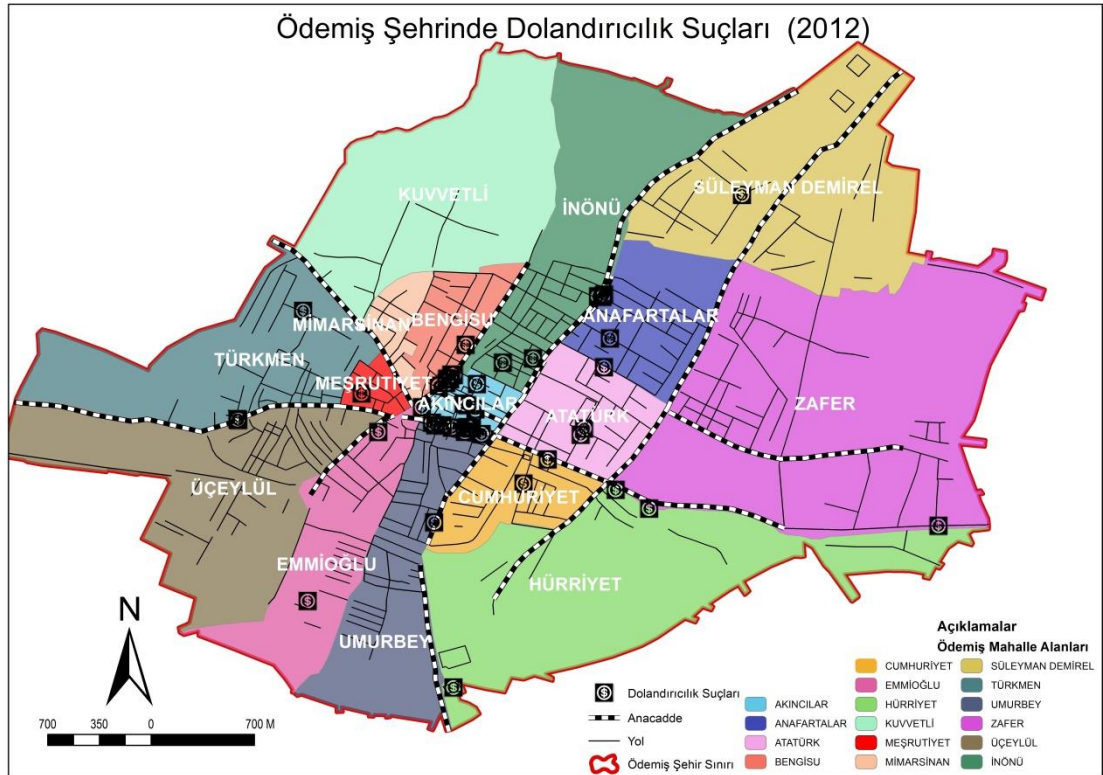 Ödemiş Şehrinde Dolandırıcılık Suçları (2012)
SÜLEYMAN DEMİREL
KUVVETLİ
İNÖNÜ
MİMARSİNAN
BENGİSU
ANAFARTALAR
TÜRKMEN
MEŞRUTİYET
AKINCILAR
ATATÜRK
ZAFER
ÜÇEYLÜL
CUMHURİYET
EMMİOĞLU
HÜRRİYET
UMURBEY
N
700 350 0 700 M
Dolandırıcılık Suçları
Anacadde
Yol
Ödemiş Şehir Sınırı
Açıklamalar
Ödemiş Mahalle Alanları
AKINCILAR
ANAFARTALAR
ATATÜRK
BENGİSU
CUMHURİYET
EMMİOĞLU
HÜRRİYET
KUVVETLİ
MEŞRUTİYET
MİMARSİNAN
SÜLEYMAN DEMİREL
TÜRKMEN
UMURBEY
ZAFER
ÜÇEYLÜL
İNÖNÜ